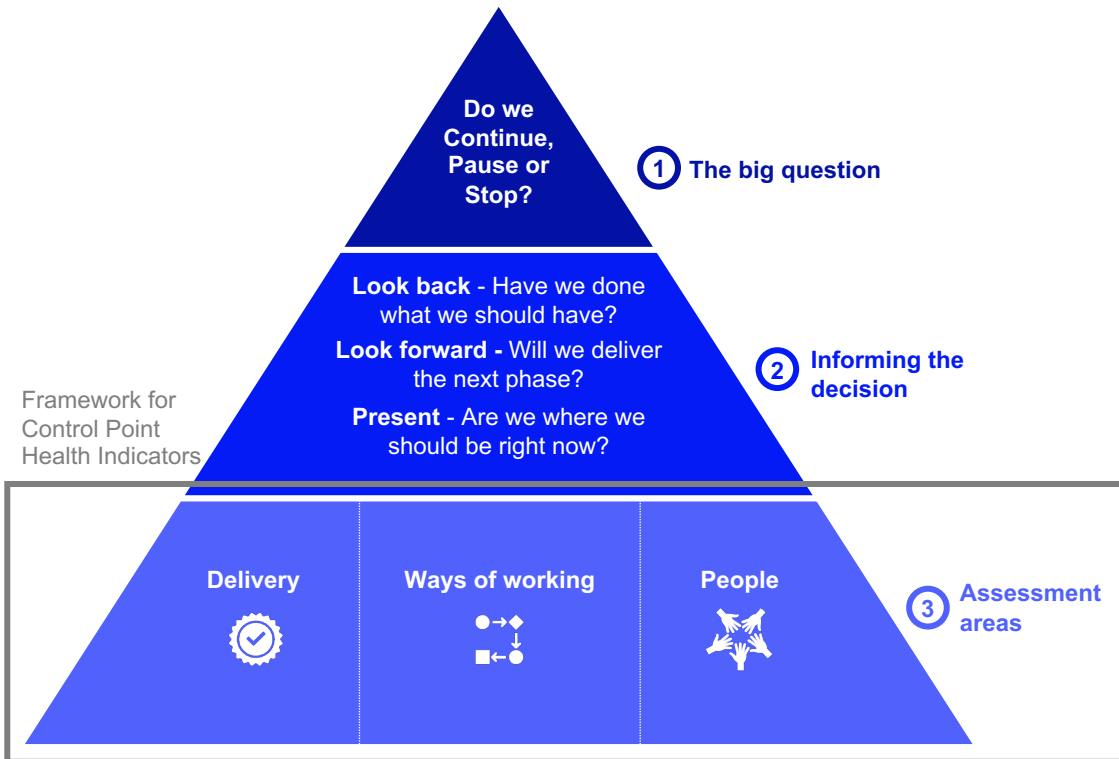 Do we
Continue,
Pause or
Stop?
1 The big question
Look back - Have we done
what we should have?
Look forward - Will we deliver
the next phase?
Present - Are we where we
should be right now?
2 Informing the
decision
Framework for
Control Point
Health Indicators
Delivery
Ways of working
People
3 Assessment
areas